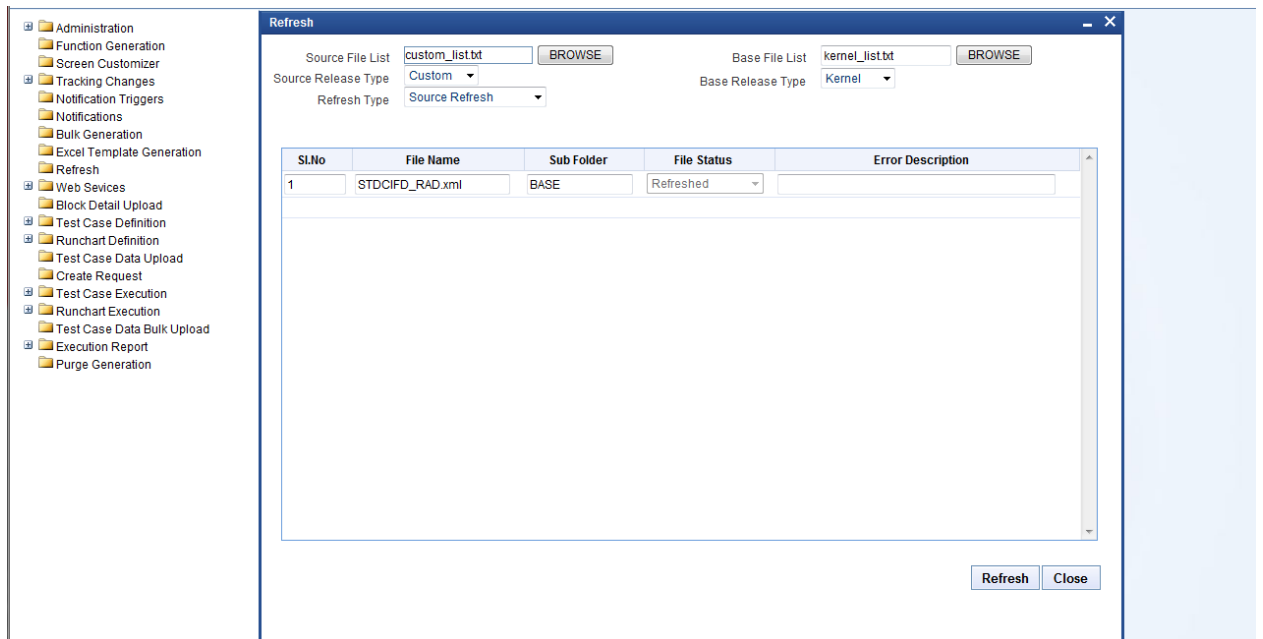 Administration
Function Generation
Screen Customizer
Tracking Changes
Notification Triggers
Notifications
Bulk Generation
Excel Template Generation
Refresh
Web Sevices
Block Detail Upload
Test Case Definition
Runchart Definition
Test Case Data Upload
Create Request
Test Case Execution
Runchart Execution
Test Case Data Bulk Upload
Execution Report
Purge Generation
Refresh
Source File List custom_list.txt BROWSE Base File List kernel_list.txt BROWSE
Source Release Type Custom Base Release Type Kernel
Refresh Type Source Refresh
Sl.No File Name Sub Folder File Status Error Description
1 STDCIFD_RAD.xml BASE Refreshed
Refresh Close